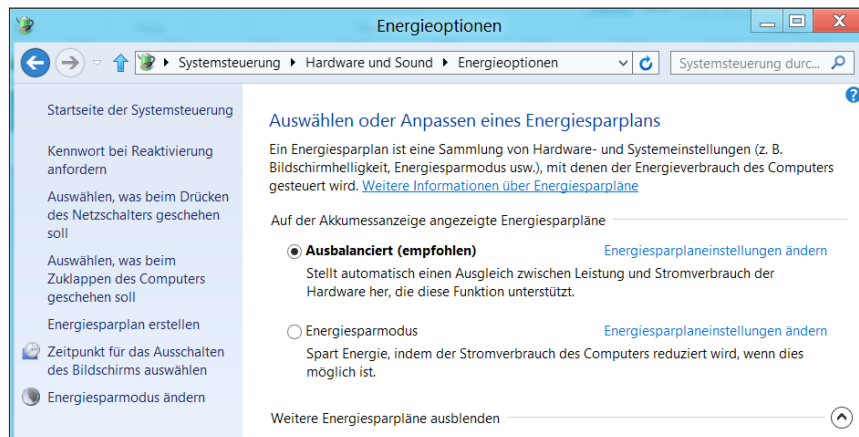 Energieoptionen
X
Systemsteuerung ▸ Hardware und Sound ▸ Energieoptionen
Systemsteuerung durc...
?
Startseite der Systemsteuerung
Kennwort bei Reaktivierung
anfordern
Auswählen, was beim Drücken
des Netzschalters geschehen
soll
Auswählen, was beim
Zuklappen des Computers
geschehen soll
Energiesparplan erstellen
Zeitpunkt für das Ausschalten
des Bildschirms auswählen
Energiesparmodus ändern
Auswählen oder Anpassen eines Energiesparplans
Ein Energiesparplan ist eine Sammlung von Hardware- und Systemeinstellungen (z. B.
Bildschirmhelligkeit, Energiesparmodus usw.), mit denen der Energieverbrauch des Computers
gesteuert wird. Weitere Informationen über Energiesparpläne
Auf der Akkumessanzeige angezeigte Energiesparpläne
Ausbalanciert (empfohlen) Energiesparplaneinstellungen ändern
Stellt automatisch einen Ausgleich zwischen Leistung und Stromverbrauch der
Hardware her, die diese Funktion unterstützt.
Energiesparmodus Energiesparplaneinstellungen ändern
Spart Energie, indem der Stromverbrauch des Computers reduziert wird, wenn dies
möglich ist.
Weitere Energiesparpläne ausblenden